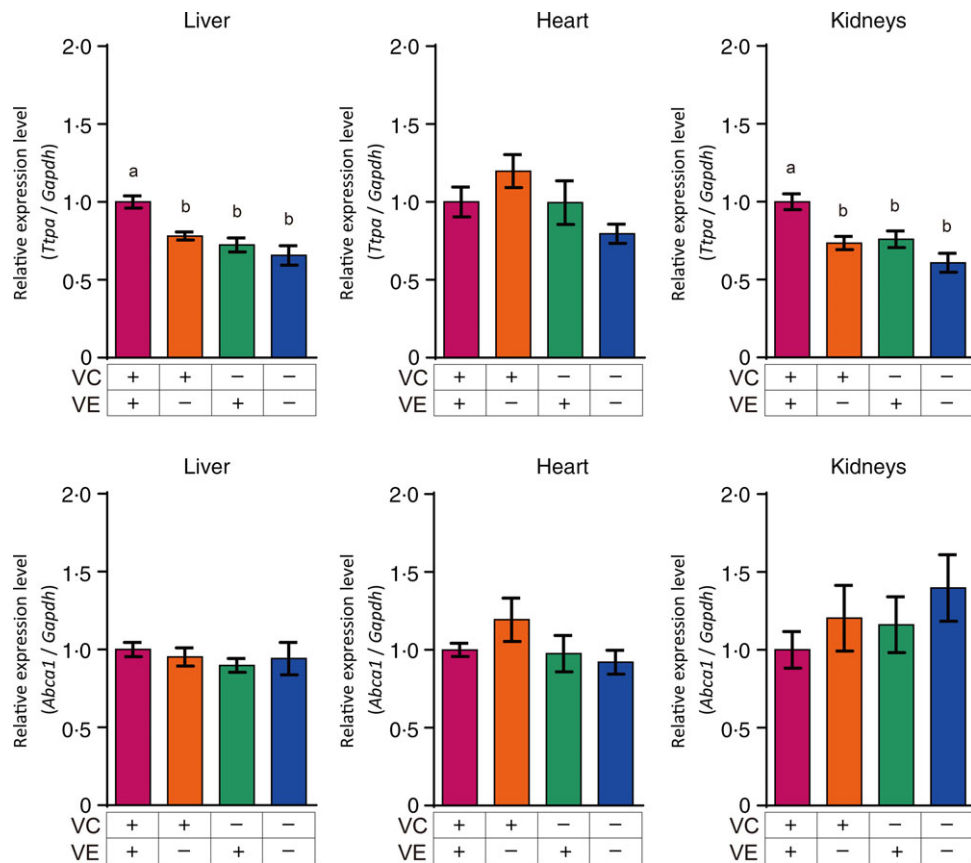 Liver
Relative expression level
(Ttpa / Gapdh)
2·0
1·5
1·0
0·5
0
a
b
b
b
VC + + − −
VE + − + −
Heart
Relative expression level
(Ttpa / Gapdh)
2·0
1·5
1·0
0·5
0
VC + + − −
VE + − + −
Kidneys
Relative expression level
(Ttpa / Gapdh)
2·0
1·5
1·0
0·5
0
a
b
b
b
VC + + − −
VE + − + −
Liver
Relative expression level
(Abca1 / Gapdh)
2·0
1·5
1·0
0·5
0
VC + + − −
VE + − + −
Heart
Relative expression level
(Abca1 / Gapdh)
2·0
1·5
1·0
0·5
0
VC + + − −
VE + − + −
Kidneys
Relative expression level
(Abca1 / Gapdh)
2·0
1·5
1·0
0·5
0
VC + + − −
VE + − + −